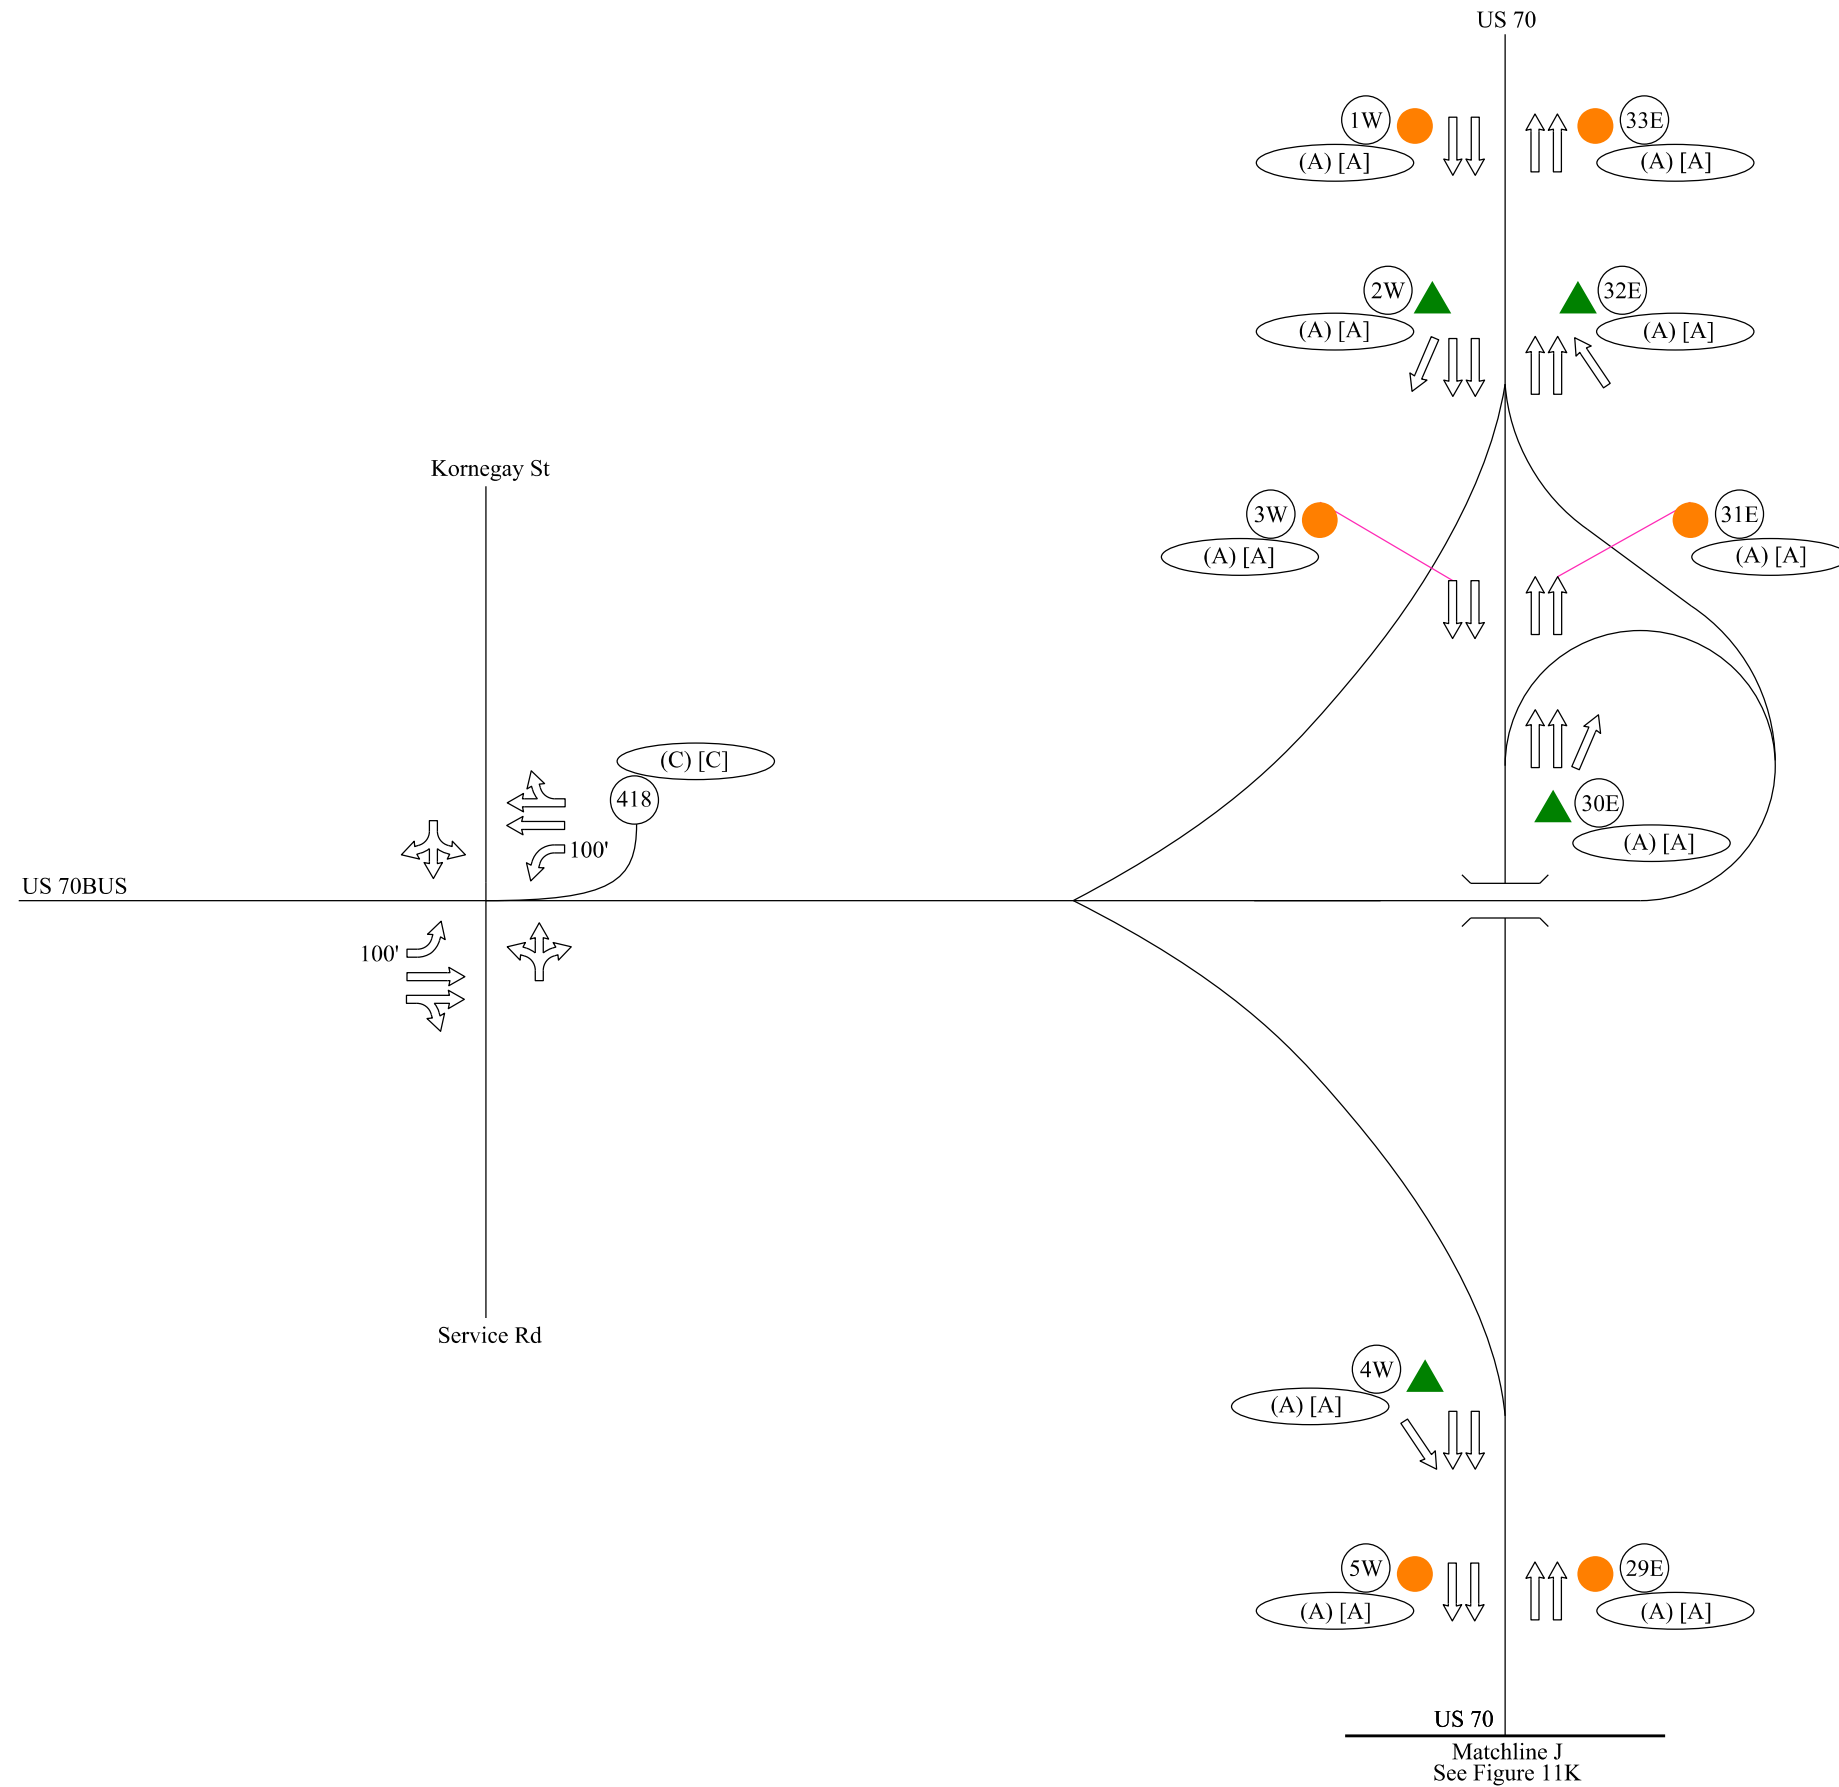 US 70
1W
33E
(A) [A]
(A) [A]
2W
32E
(A) [A]
(A) [A]
Kornegay St
3W
31E
(A) [A]
(A) [A]
(C) [C]
418
30E
100'
(A) [A]
US 70BUS
100'
Service Rd
4W
(A) [A]
5W
29E
(A) [A]
(A) [A]
US 70
Matchline J
See Figure 11K